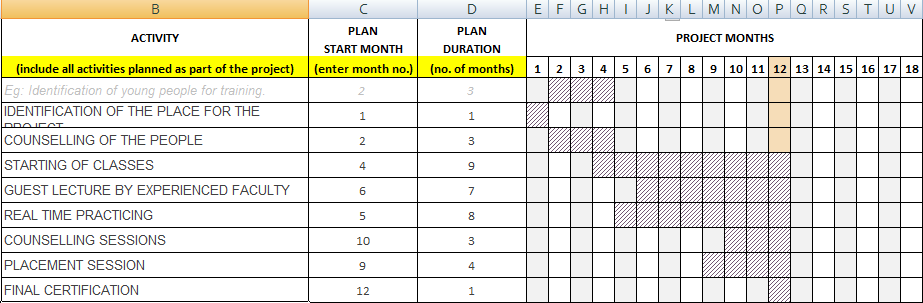 B C D E F G H I J K L M N O P Q R S T U V
ACTIVITY PLAN START MONTH PLAN DURATION PROJECT MONTHS
(include all activities planned as part of the project) (enter month no.) (no. of months) 1 2 3 4 5 6 7 8 9 10 11 12 13 14 15 16 17 18
Eg: Identification of young people for training. 2 3
IDENTIFICATION OF THE PLACE FOR THE PROJECT 1 1
COUNSELLING OF THE PEOPLE 2 3
STARTING OF CLASSES 4 9
GUEST LECTURE BY EXPERIENCED FACULTY 6 7
REAL TIME PRACTICING 5 8
COUNSELLING SESSIONS 10 3
PLACEMENT SESSION 9 4
FINAL CERTIFICATION 12 1